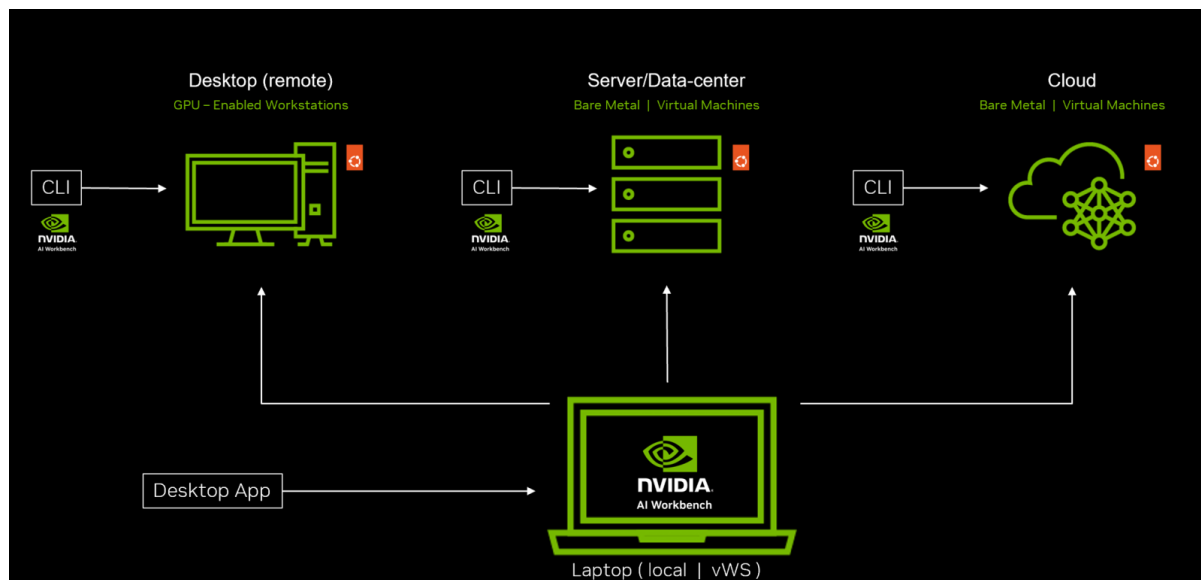 Desktop (remote)
GPU – Enabled Workstations
Server/Data-center
Bare Metal | Virtual Machines
Cloud
Bare Metal | Virtual Machines
CLI
NVIDIA.
AI Workbench
CLI
NVIDIA.
AI Workbench
CLI
NVIDIA.
AI Workbench
Desktop App
NVIDIA.
AI Workbench
Laptop ( local | vWS )